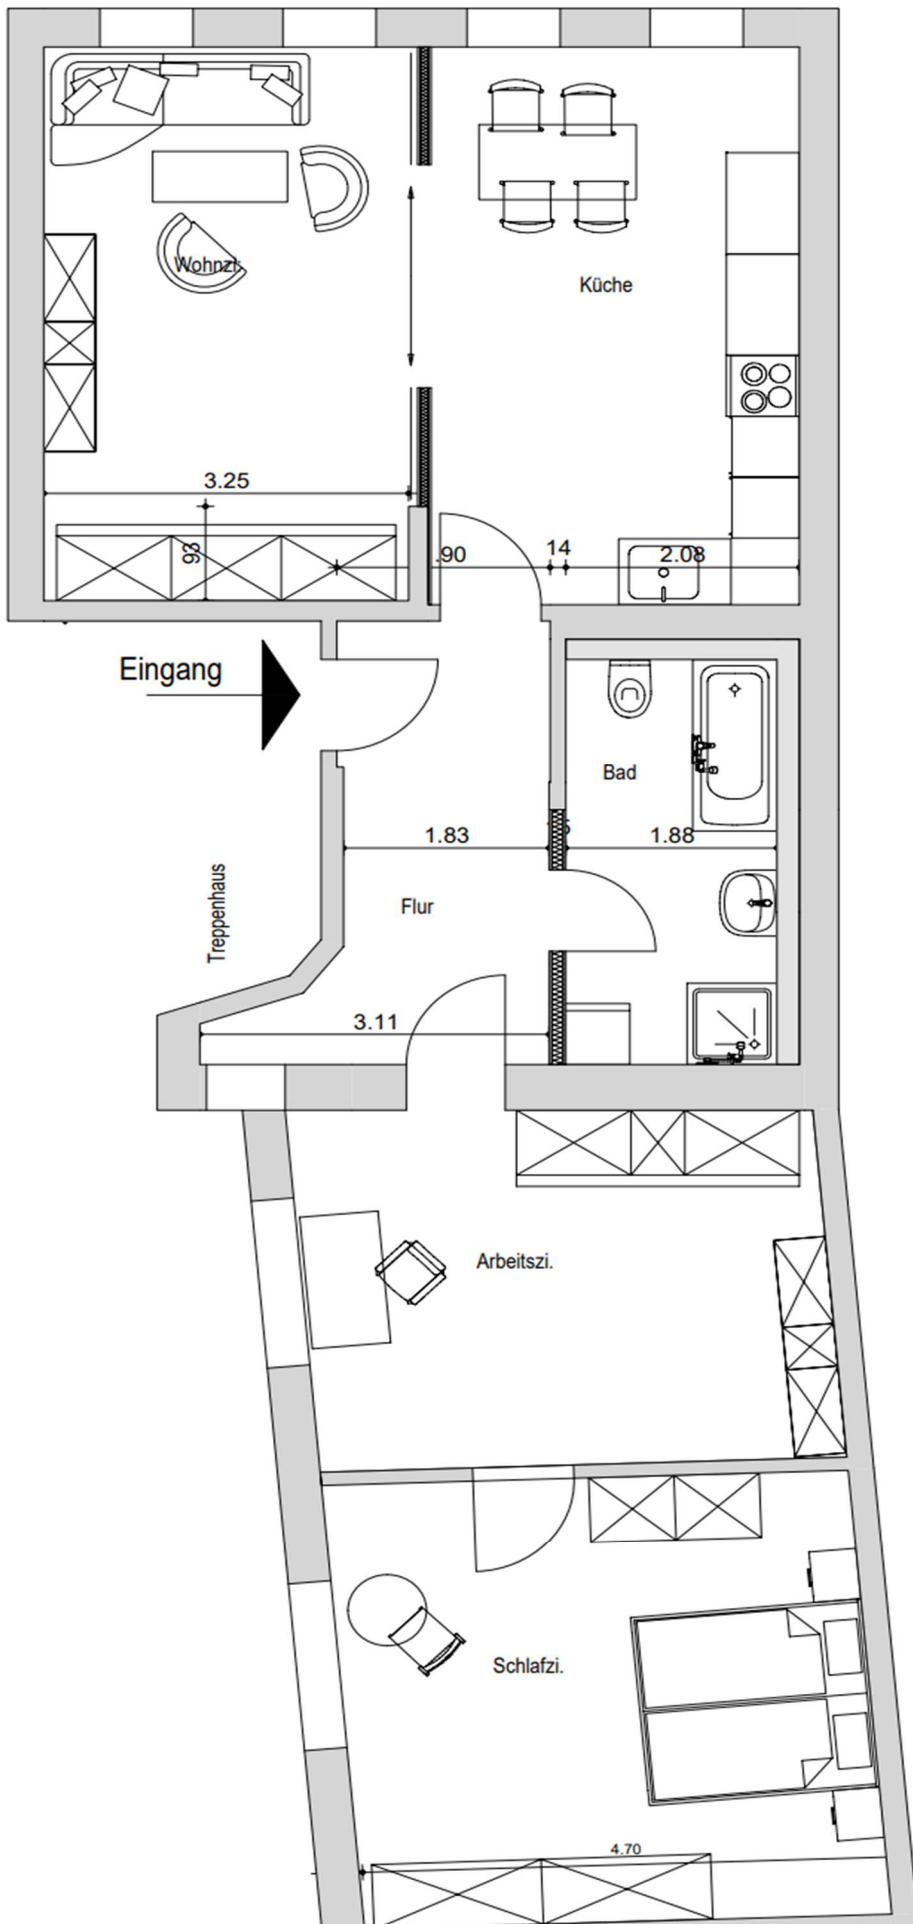 Wohnzi.
Küche
3.25
93
.90
14
2.08
Eingang
Bad
1.83
1.88
Treppenhaus
Flur
3.11
Arbeitszi.
Schlafzi.
4.70